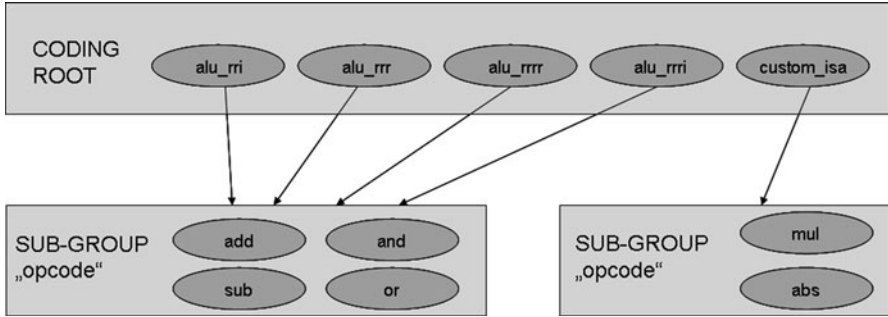 CODING
ROOT
alu_rri
alu_rrr
alu_rrrr
alu_rrri
custom_isa
SUB-GROUP
„opcode“
add
and
sub
or
SUB-GROUP
„opcode“
mul
abs